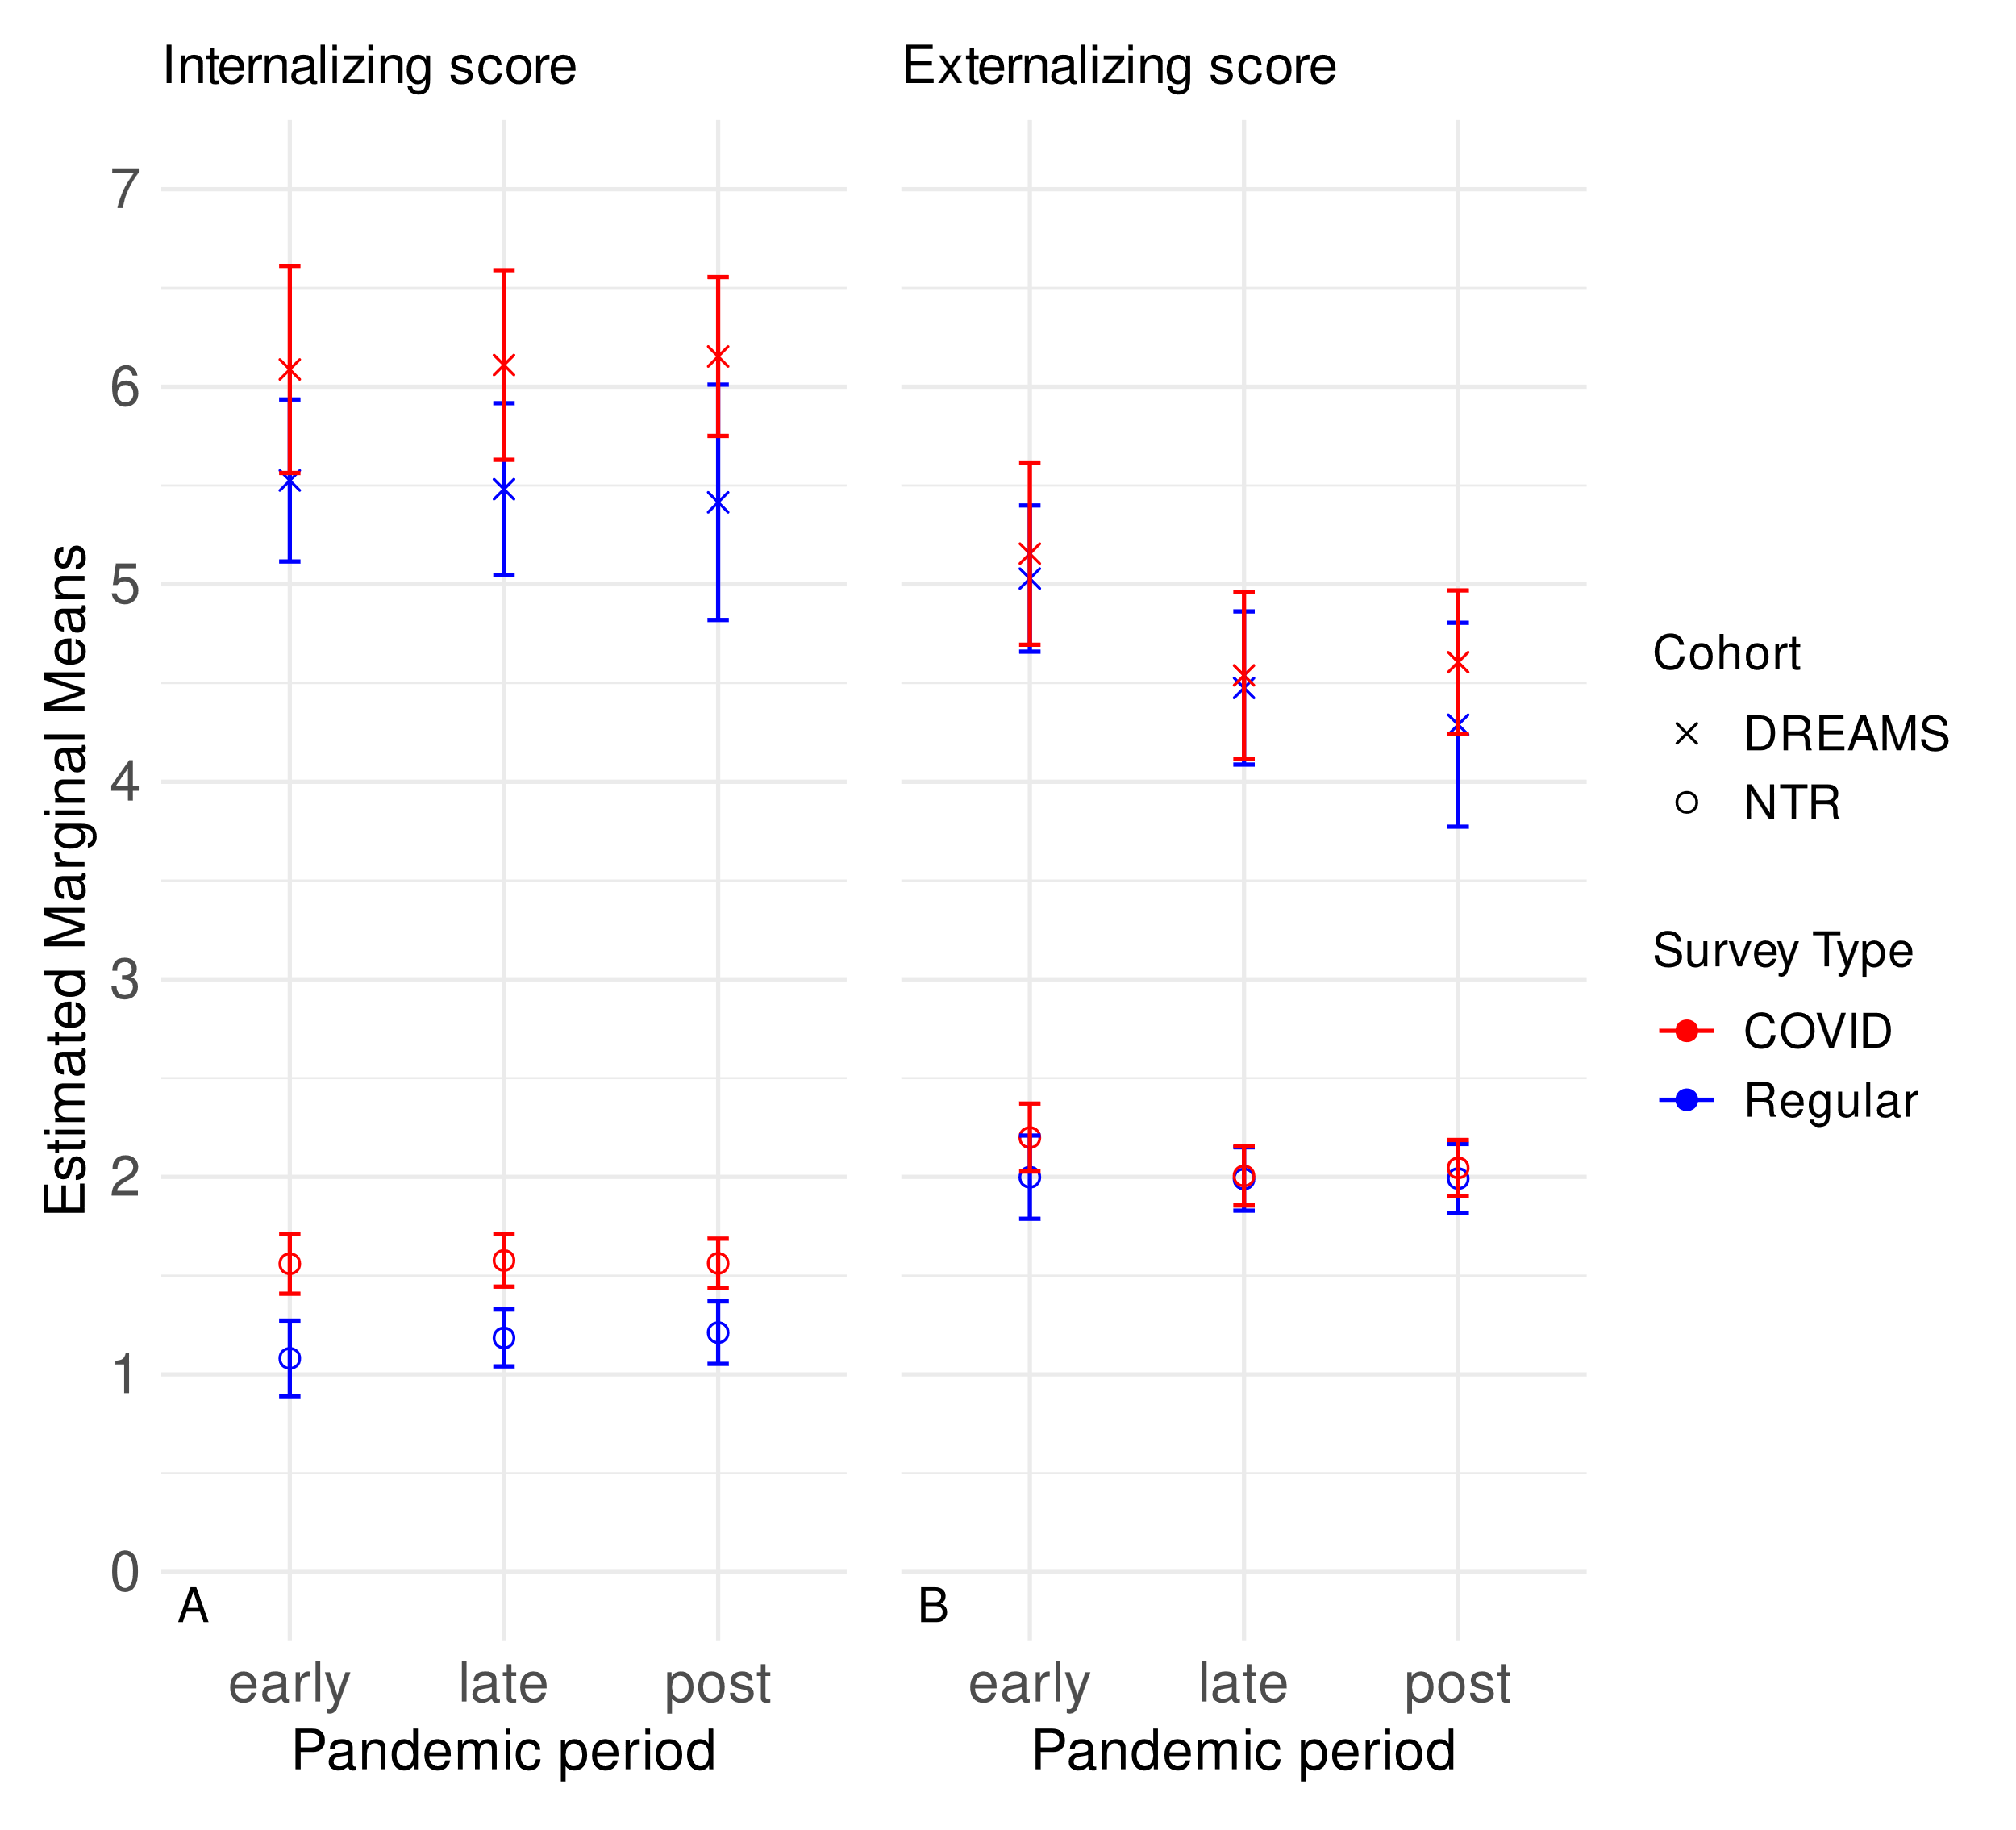 Internalizing score
Externalizing score
Estimated Marginal Means
7
6
5
4
3
2
1
0
A
B
early late post
early late post
Pandemic period
Pandemic period
Cohort
DREAMS
NTR
Survey Type
COVID
Regular